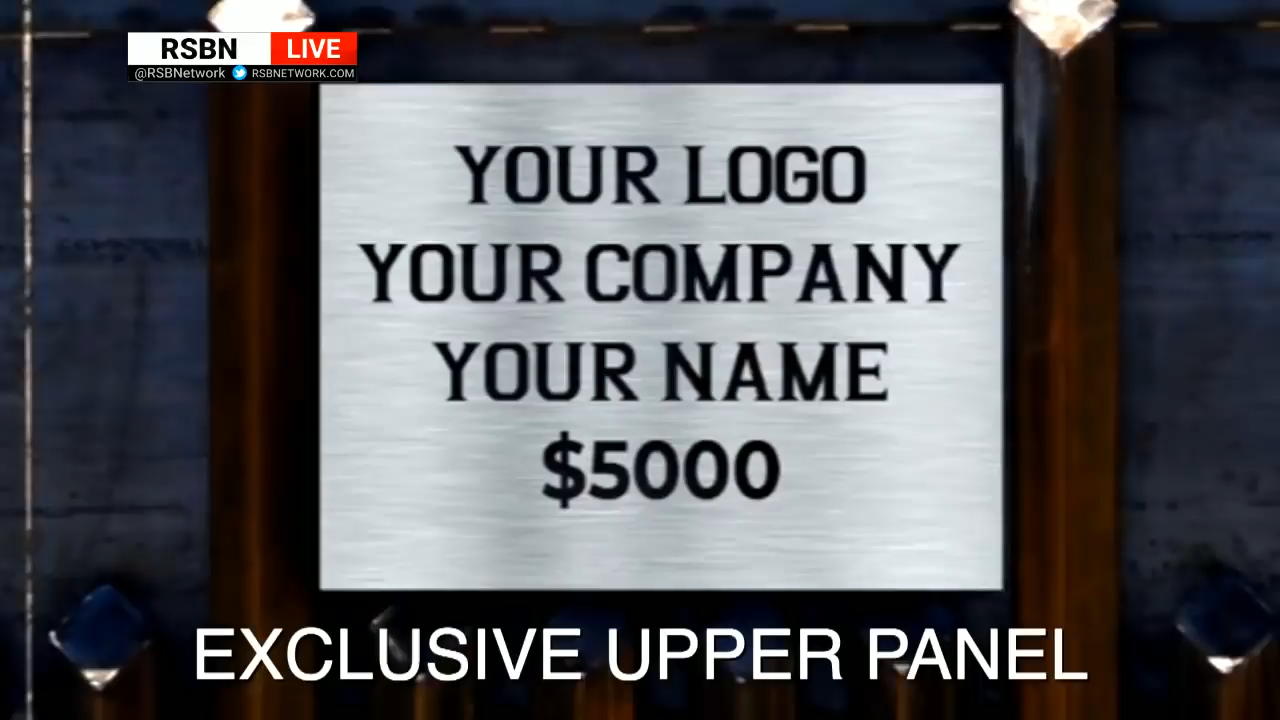 RSBN LIVE
@RSBNetwork RSBNETWORK.COM
YOUR LOGO
YOUR COMPANY
YOUR NAME
$5000
EXCLUSIVE UPPER PANEL